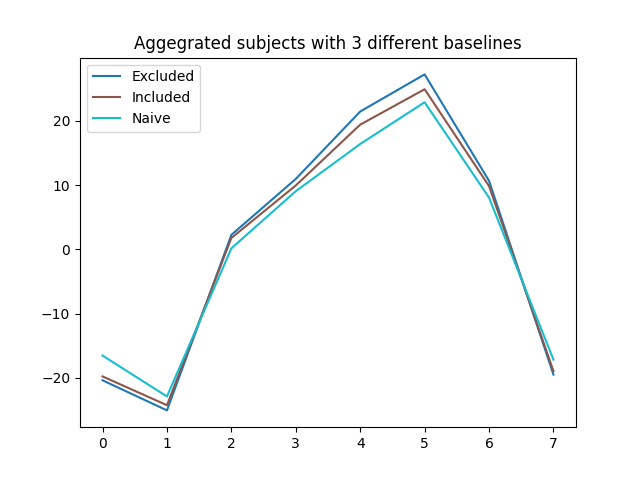 Aggegrated subjects with 3 different baselines
Excluded
Included
Naive
20
10
0
−10
−20
0 1 2 3 4 5 6 7